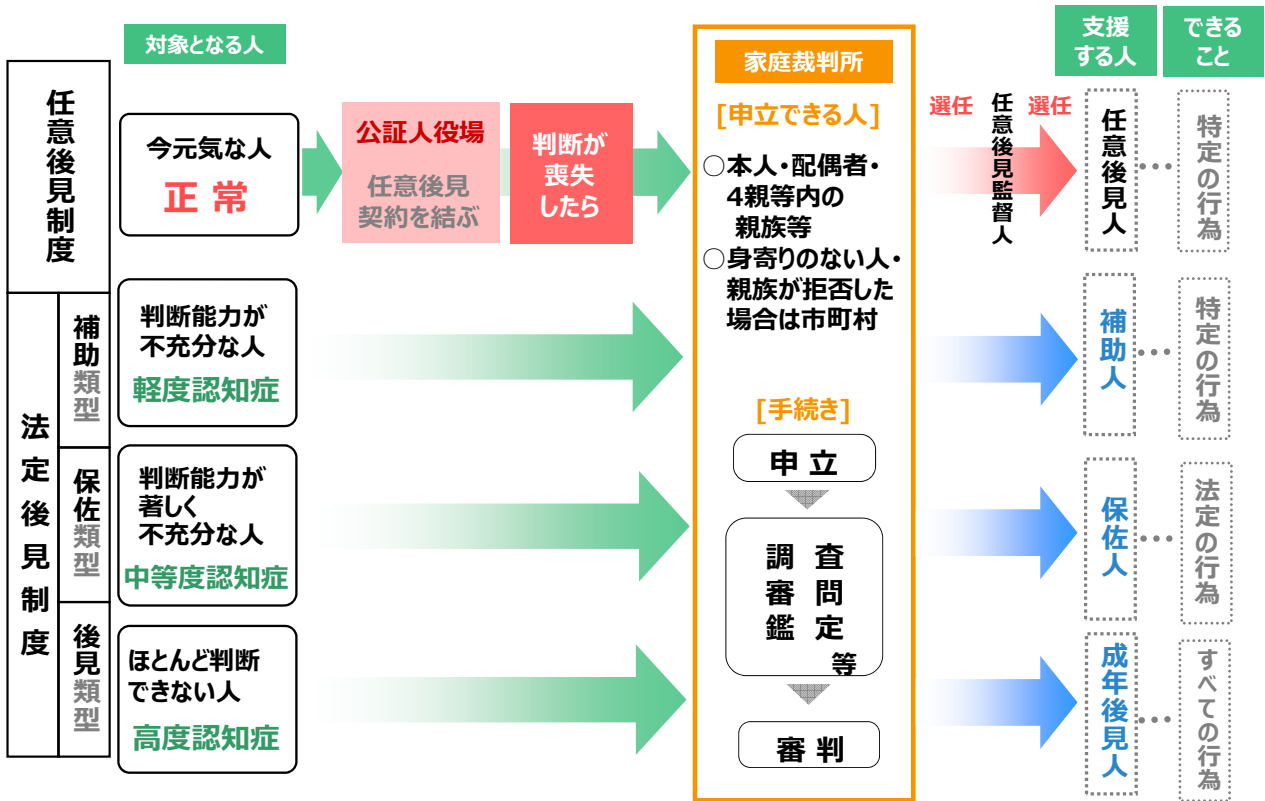 対象となる人
家庭裁判所
支援
する人
できる
こと
任意後見制度
今元気な人
正 常
公証人役場
任意後見
契約を結ぶ
判断が
喪失
したら
[申立できる人]
○本人・配偶者・
4親等内の
親族等
○身寄りのない人・
親族が拒否した
場合は市町村
選任
任意後見監督人
選任
任意後見人
…
特定の行為
法定後見制度
補助類型
判断能力が
不充分な人
軽度認知症
補助人
…
特定の行為
[手続き]
申 立
調 査
審 問
鑑 定
等
審 判
保佐類型
判断能力が
著しく
不充分な人
中等度認知症
保佐人
…
法定の行為
後見類型
ほとんど判断
できない人
高度認知症
成年後見人
…
すべての行為